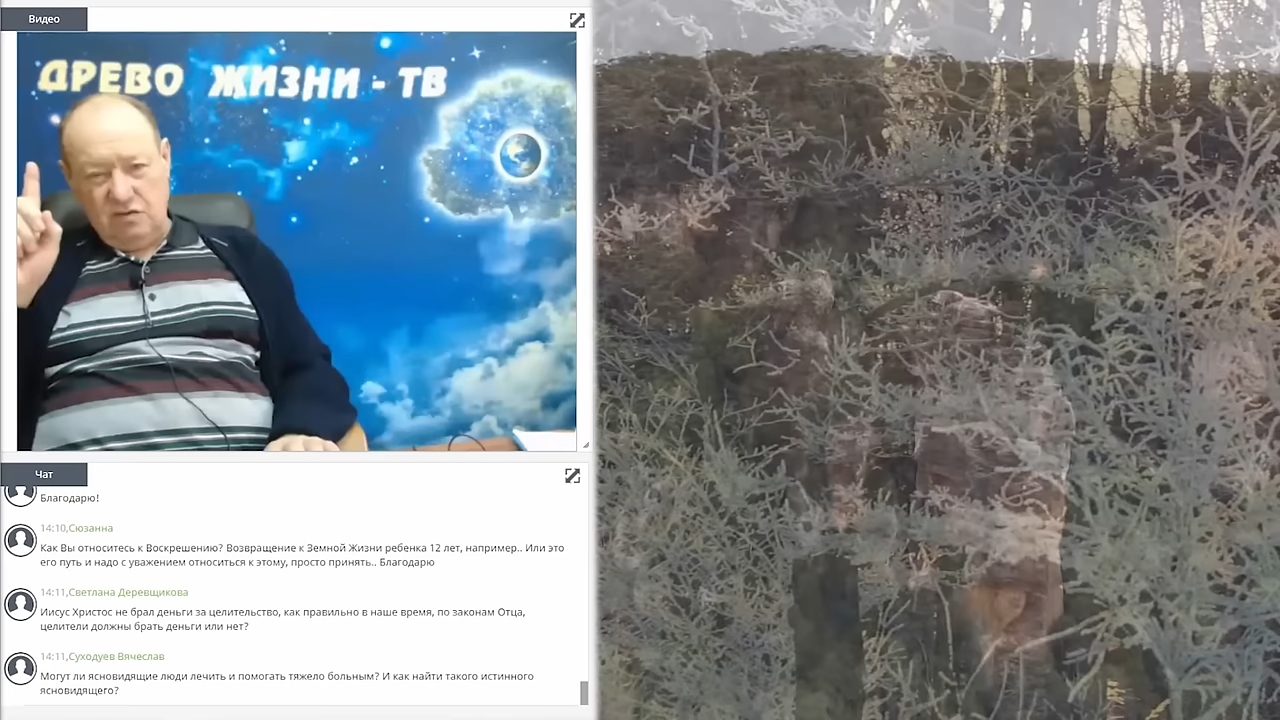 Видео
ДРЕВО ЖИЗНИ - ТВ
Чат
Благодарю!
14:10,Сюзанна
Как Вы относитесь к Воскрешению? Возвращение к Земной Жизни ребенка 12 лет, например.. Или это
его путь и надо с уважением относиться к этому, просто принять.. Благодарю
14:11,Светлана Деревщикова
Иисус Христос не брал деньги за целительство, как правильно в наше время, по законам Отца,
целители должны брать деньги или нет?
14:11,Суходуев Вячеслав
Могут ли ясновидящие люди лечить и помогать тяжело больным? И как найти такого истинного
ясновидящего?